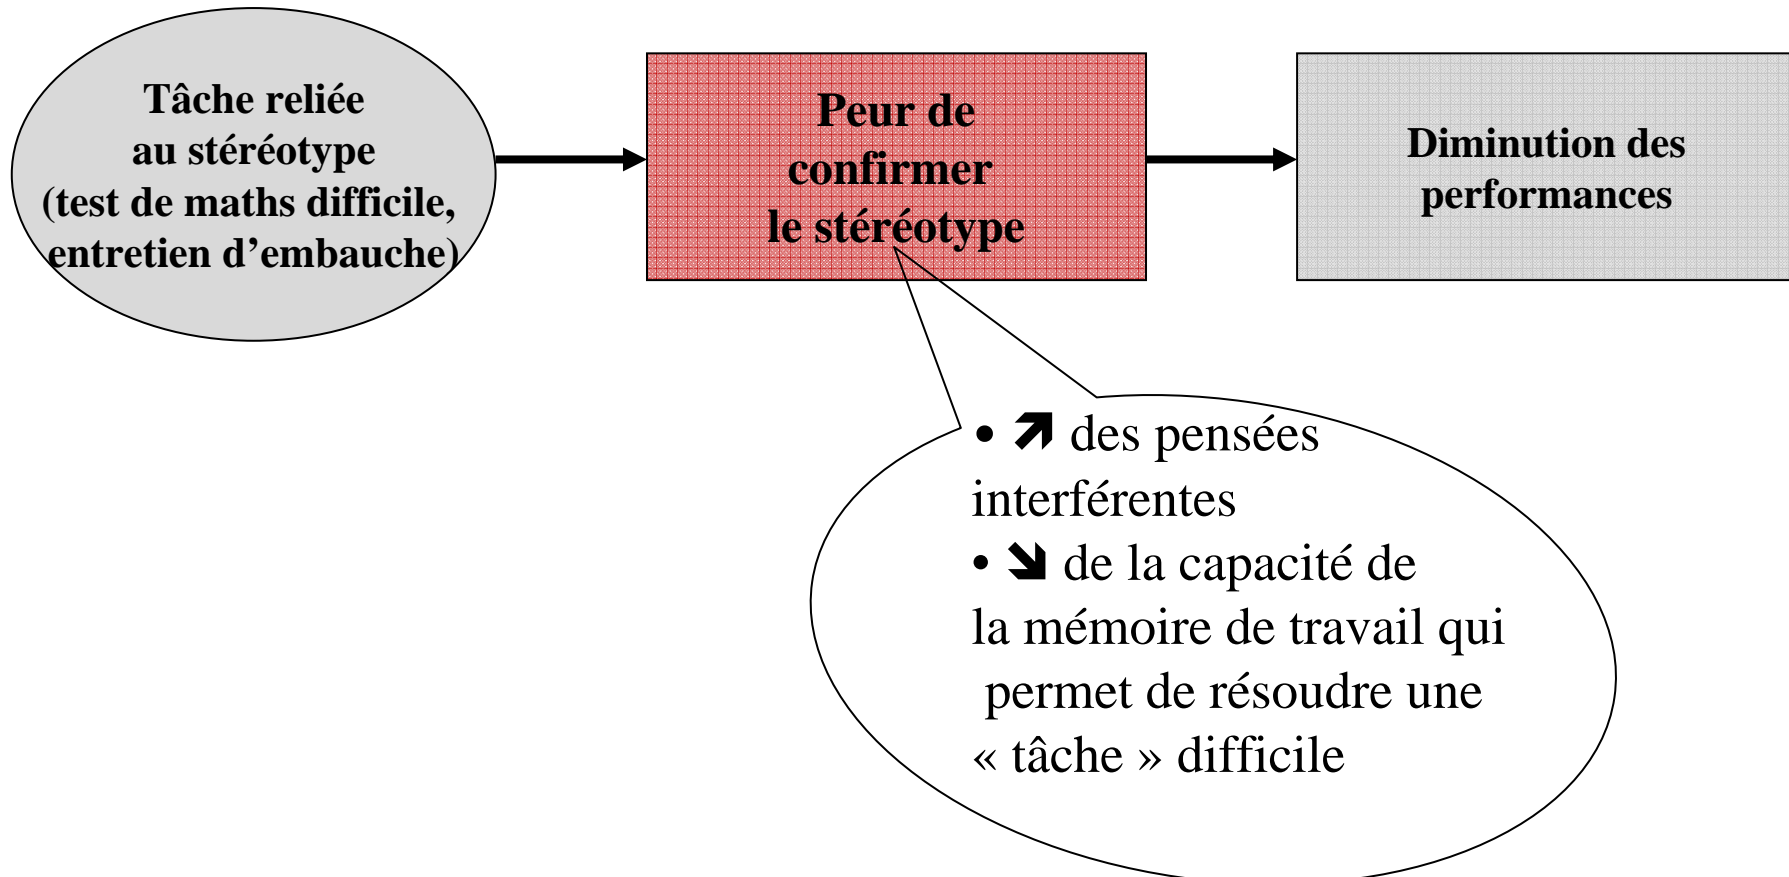 Tâche reliée
au stéréotype
(test de maths difficile,
entretien d’embauche)
Peur de
confirmer
le stéréotype
Diminution des
performances
• 🡽 des pensées
interférentes
• 🡾 de la capacité de
la mémoire de travail qui
permet de résoudre une
« tâche » difficile